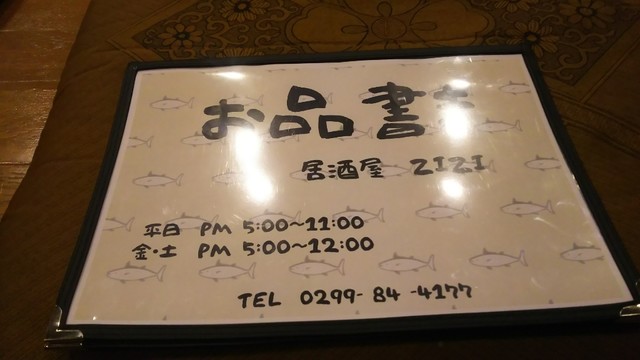 お品書き
居酒屋 ZIZI
平日 PM 5:00~11:00
金・土 PM 5:00~12:00
TEL 0299-84-4177